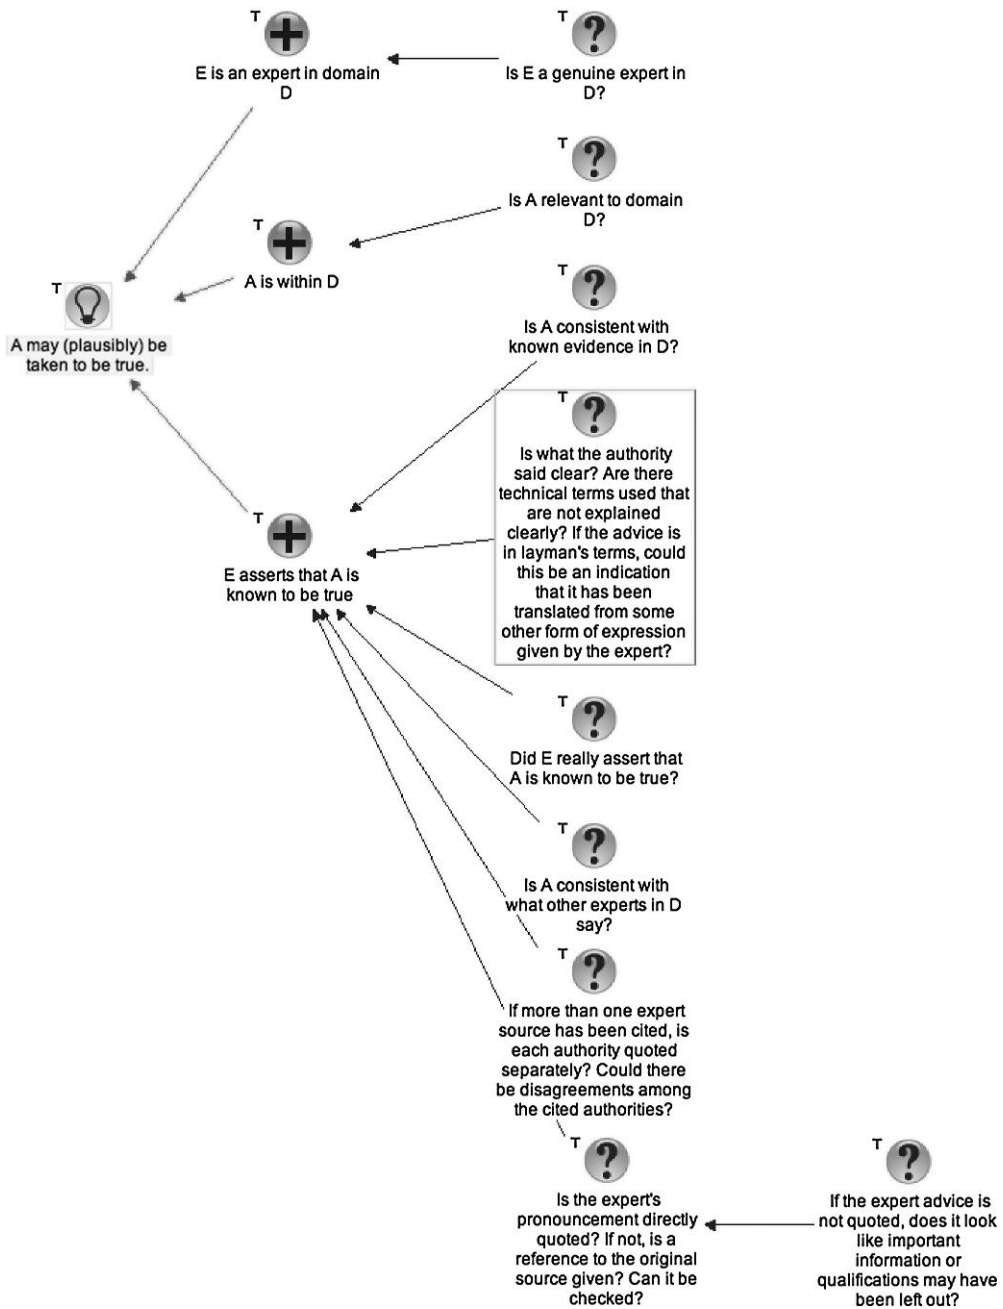 T
E is an expert in domain
D
T
Is E a genuine expert in
D?
T
Is A relevant to domain
D?
T
A is within D
T
Is A consistent with
known evidence in D?
T
A may (plausibly) be
taken to be true.
T
Is what the authority
said clear? Are there
technical terms used that
are not explained
clearly? If the advice is
in layman's terms, could
this be an indication
that it has been
translated from some
other form of expression
given by the expert?
T
E asserts that A is
known to be true
T
Did E really assert that
A is known to be true?
T
Is A consistent with
what other experts in D
say?
T
If more than one expert
source has been cited, is
each authority quoted
separately? Could there
be disagreements among
the cited authorities?
T
Is the expert's
pronouncement directly
quoted? If not, is a
reference to the original
source given? Can it be
checked?
T
If the expert advice is
not quoted, does it look
like important
information or
qualifications may have
been left out?